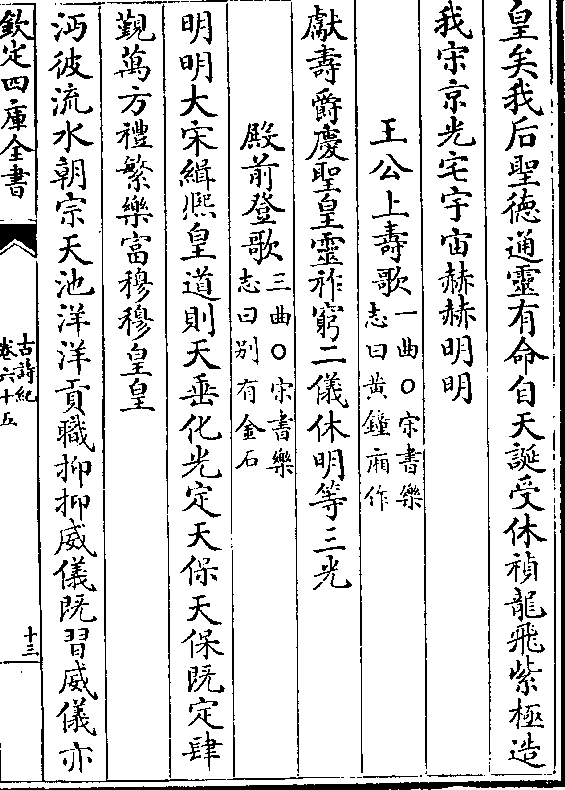 皇矣我后聖德通靈有命自天誕受休禎龍飛紫極造
我宋京光宅宇宙赫赫明明
王公上壽歌一曲○宋書樂
志曰黄鐘廂作
獻壽爵慶聖皇靈祚窮二儀休明等三光
殿前登歌三曲○宋書樂
志曰别有金石
明明大宋緝熙皇道則天垂化光定天保天保既定肆
覲萬方禮繁樂富穆穆皇皇
沔彼流水朝宗天池洋洋貢職抑抑威儀既習威儀亦
欽定四庫全書
古詩紀
卷六十五
十三